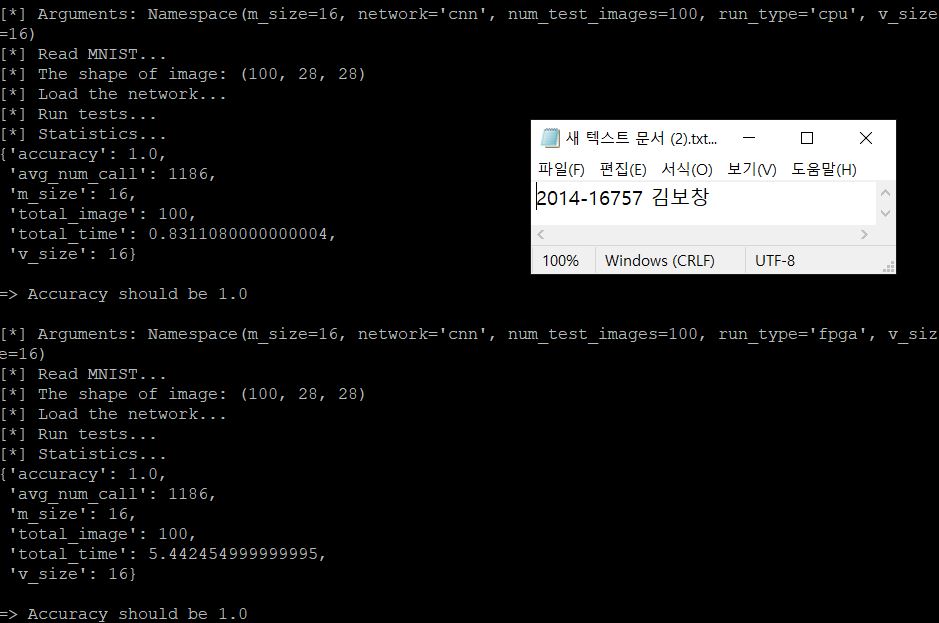 [*] Arguments: Namespace(m_size=16, network='cnn', num_test_images=100, run_type='cpu', v_size
=16)
[*] Read MNIST...
[*] The shape of image: (100, 28, 28)
[*] Load the network...
[*] Run tests...
[*] Statistics...
{'accuracy': 1.0,
 'avg_num_call': 1186,
 'm_size': 16,
 'total_image': 100,
 'total_time': 0.8311080000000004,
 'v_size': 16}
=> Accuracy should be 1.0
새 텍스트 문서 (2).txt...
파일(F) 편집(E) 서식(O) 보기(V) 도움말(H)
2014-16757 김보창
100% Windows (CRLF) UTF-8
[*] Arguments: Namespace(m_size=16, network='cnn', num_test_images=100, run_type='fpga', v_siz
e=16)
[*] Read MNIST...
[*] The shape of image: (100, 28, 28)
[*] Load the network...
[*] Run tests...
[*] Statistics...
{'accuracy': 1.0,
 'avg_num_call': 1186,
 'm_size': 16,
 'total_image': 100,
 'total_time': 5.442454999999995,
 'v_size': 16}
=> Accuracy should be 1.0